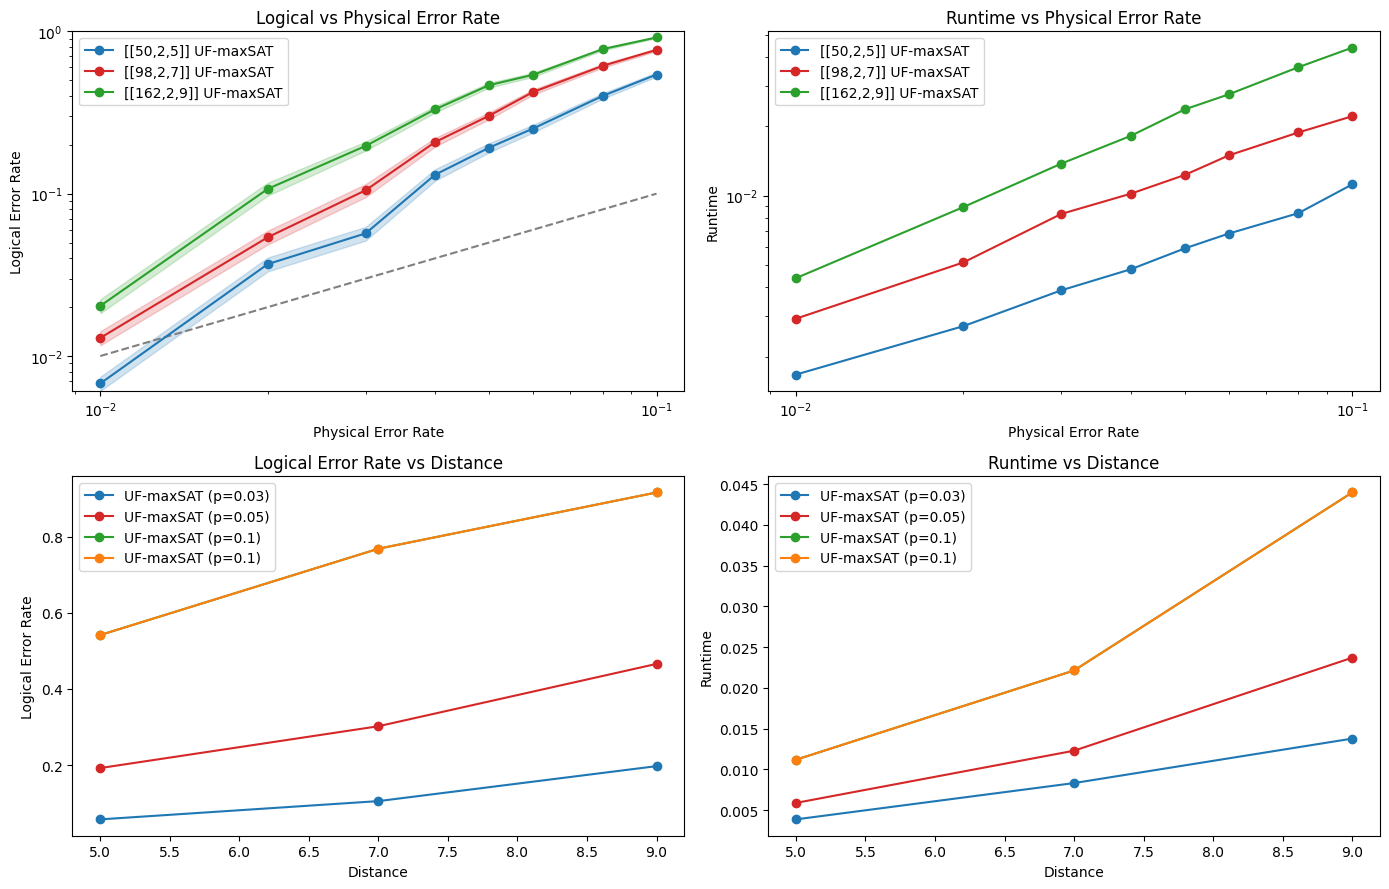 Logical vs Physical Error Rate
[[50,2,5]] UF-maxSAT
[[98,2,7]] UF-maxSAT
[[162,2,9]] UF-maxSAT
Logical Error Rate
10⁰
10⁻¹
10⁻²
10⁻²
10⁻¹
Physical Error Rate
Runtime vs Physical Error Rate
[[50,2,5]] UF-maxSAT
[[98,2,7]] UF-maxSAT
[[162,2,9]] UF-maxSAT
Runtime
10⁻²
10⁻²
10⁻¹
Physical Error Rate
Logical Error Rate vs Distance
UF-maxSAT (p=0.03)
UF-maxSAT (p=0.05)
UF-maxSAT (p=0.1)
UF-maxSAT (p=0.1)
Logical Error Rate
0.8
0.6
0.4
0.2
5.0 5.5 6.0 6.5 7.0 7.5 8.0 8.5 9.0
Distance
Runtime vs Distance
UF-maxSAT (p=0.03)
UF-maxSAT (p=0.05)
UF-maxSAT (p=0.1)
UF-maxSAT (p=0.1)
Runtime
0.045
0.040
0.035
0.030
0.025
0.020
0.015
0.010
0.005
5.0 5.5 6.0 6.5 7.0 7.5 8.0 8.5 9.0
Distance